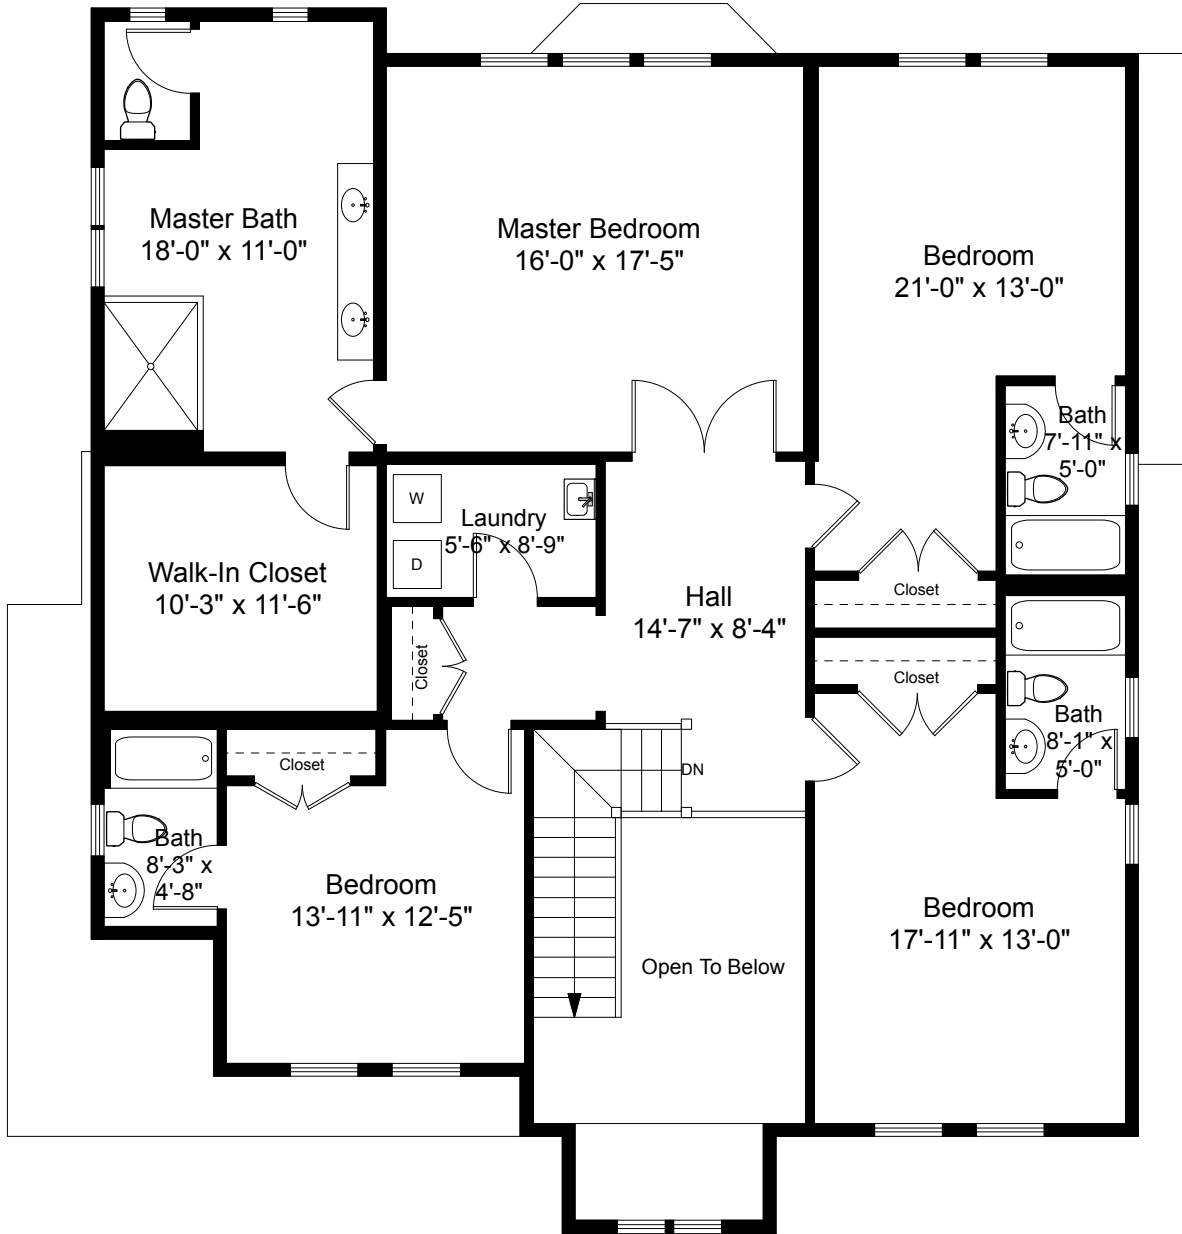 Master Bath
18'-0" x 11'-0"
Master Bedroom
16'-0" x 17'-5"
Bedroom
21'-0" x 13'-0"
Bath
7'-11" x
5'-0"
W
D
Laundry
5'-6" x 8'-9"
Walk-In Closet
10'-3" x 11'-6"
Closet
Hall
14'-7" x 8'-4"
Closet
Closet
Bath
8'-1" x
5'-0"
Closet
DN
Bath
8'-3" x
4'-8"
Bedroom
13'-11" x 12'-5"
Open To Below
Bedroom
17'-11" x 13'-0"